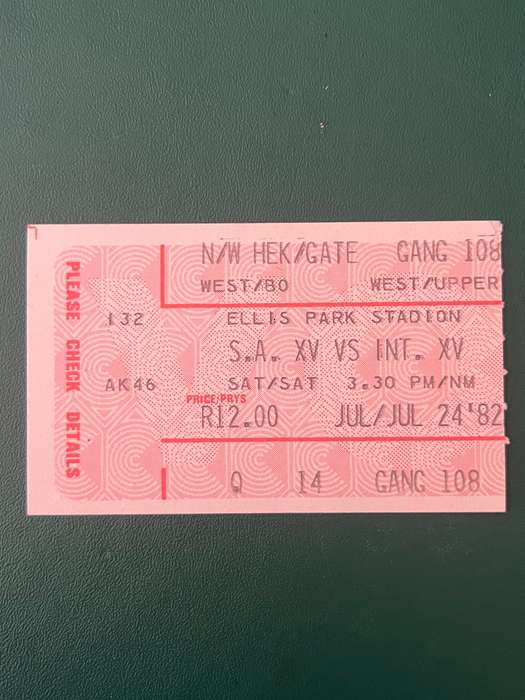 PLEASE CHECK DETAILS
N/W HEK/GATE GANG 108
WEST/BO WEST/UPPER
132 ELLIS PARK STADION
S.A. XV VS INT. XV
AK46 SAT/SAT 3.30 PM/NM
PRICE/PRYS
R12.00 JUL/JUL 24'82
Q 14 GANG 108